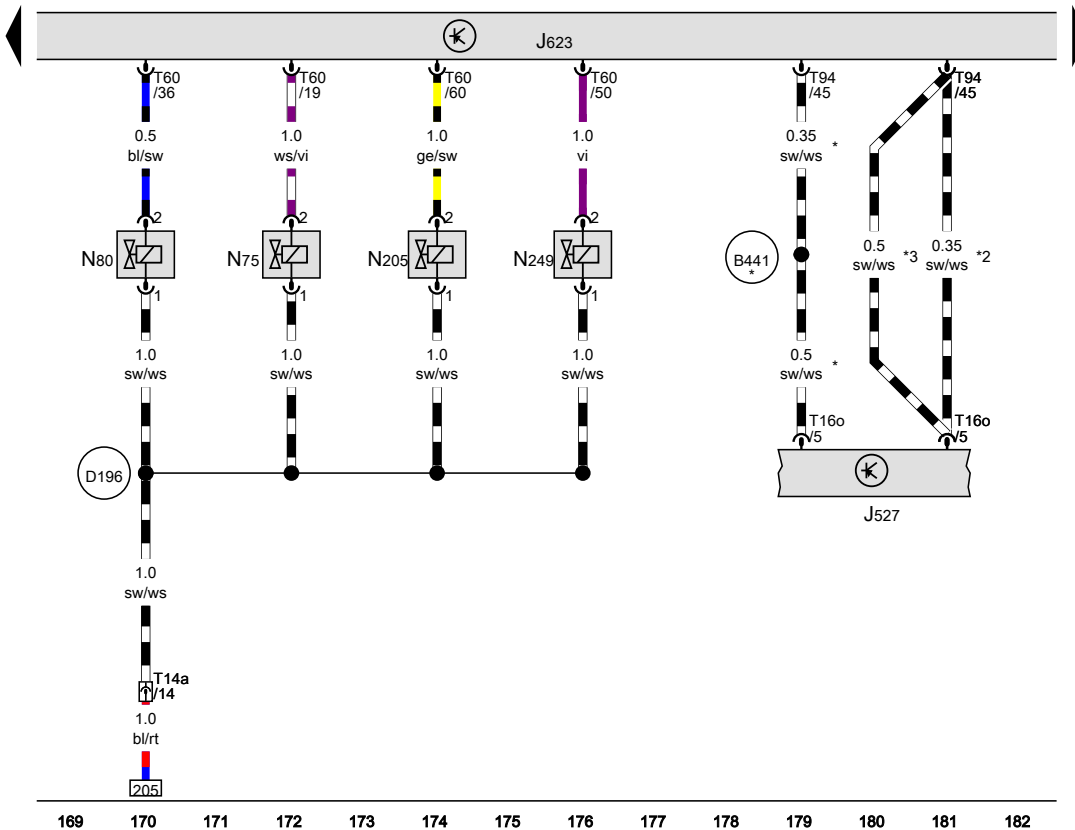 J623
T60 T60 T60 T60 T94 T94
/36 /19 /60 /50 /45 /45
0.5 1.0 1.0 1.0 0.35
bl/sw ws/vi ge/sw vi sw/ws *
2 2 2 2
N80 N75 N205 N249 B441 * 0.5 *3 0.35 *2
sw/ws sw/ws
1 1 1 1
1.0 1.0 1.0 1.0 0.5
sw/ws sw/ws sw/ws sw/ws sw/ws *
T16o T16o
/5 /5
D196
J527
1.0
sw/ws
T14a
/14
1.0
bl/rt
205
169 170 171 172 173 174 175 176 177 178 179 180 181 182